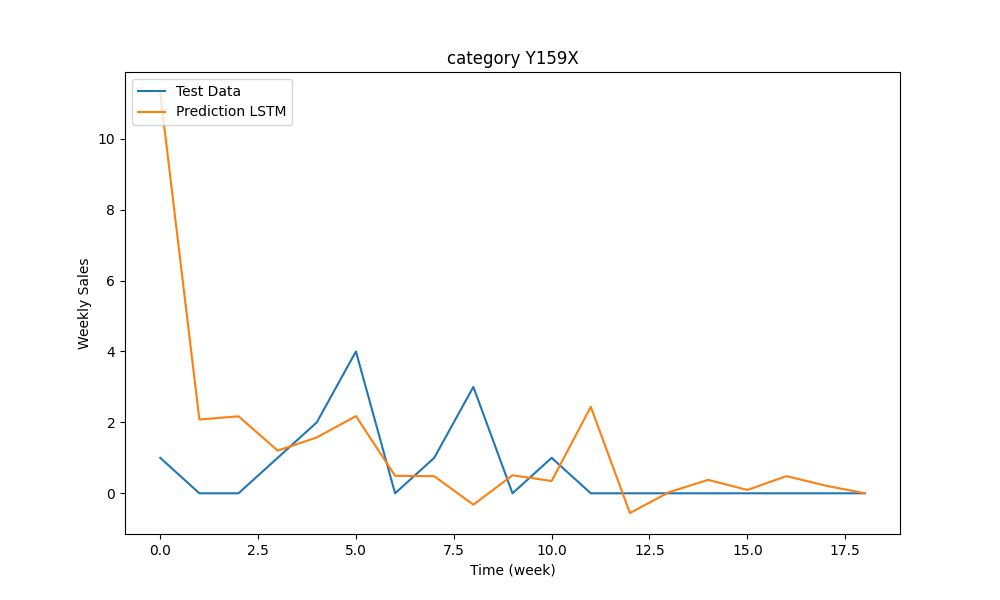 category Y159X
Test Data
Prediction LSTM
10
8
6
4
2
0
Weekly Sales
0.0 2.5 5.0 7.5 10.0 12.5 15.0 17.5
Time (week)